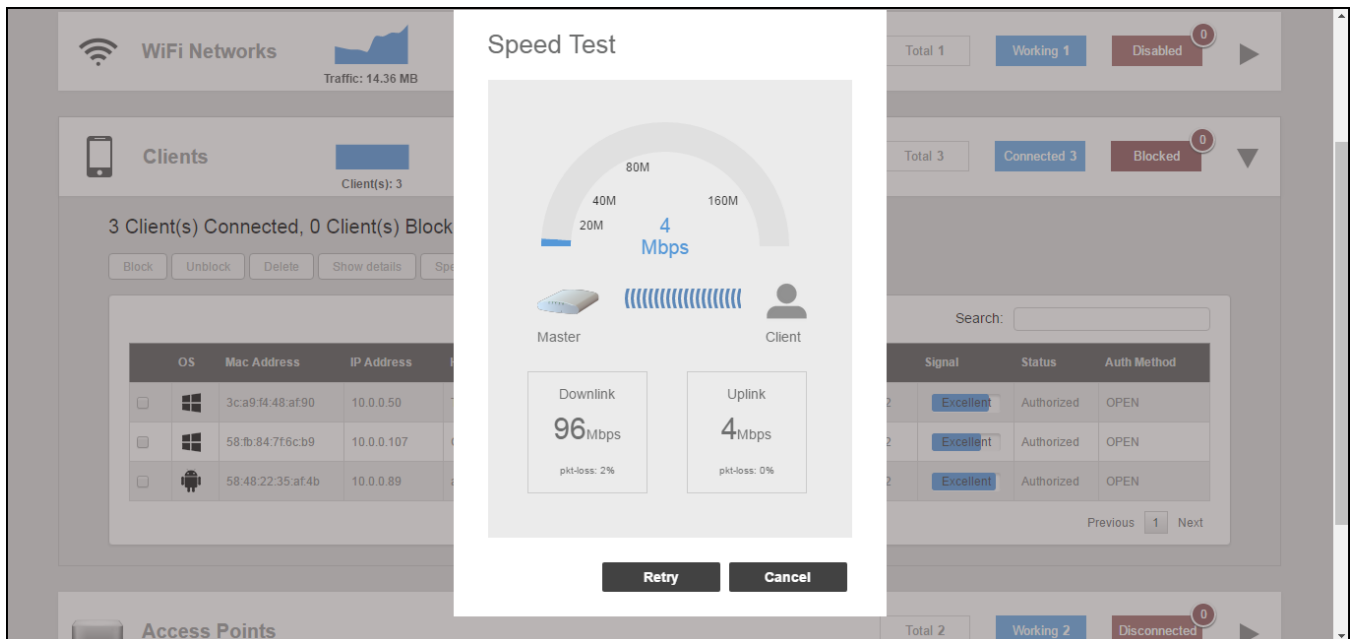 WiFi Networks
Traffic: 14.36 MB
Total 1
Working 1
Disabled
0
Clients
Client(s): 3
Total 3
Connected 3
Blocked
0
3 Client(s) Connected, 0 Client(s) Block
Block Unblock Delete Show details Spe
Search:
OS Mac Address IP Address Signal Status Auth Method
3c:a9:f4:48:af:90 10.0.0.50 2 Excellent Authorized OPEN
58:fb:84:7f:6c:b9 10.0.0.107 2 Excellent Authorized OPEN
58:48:22:35:af:4b 10.0.0.89 2 Excellent Authorized OPEN
Previous 1 Next
Access Points
Total 2
Working 2
Disconnected
0
Speed Test
80M
40M 160M
20M
4
Mbps
Master Client
Downlink
96Mbps
pkt-loss: 2%
Uplink
4Mbps
pkt-loss: 0%
Retry Cancel